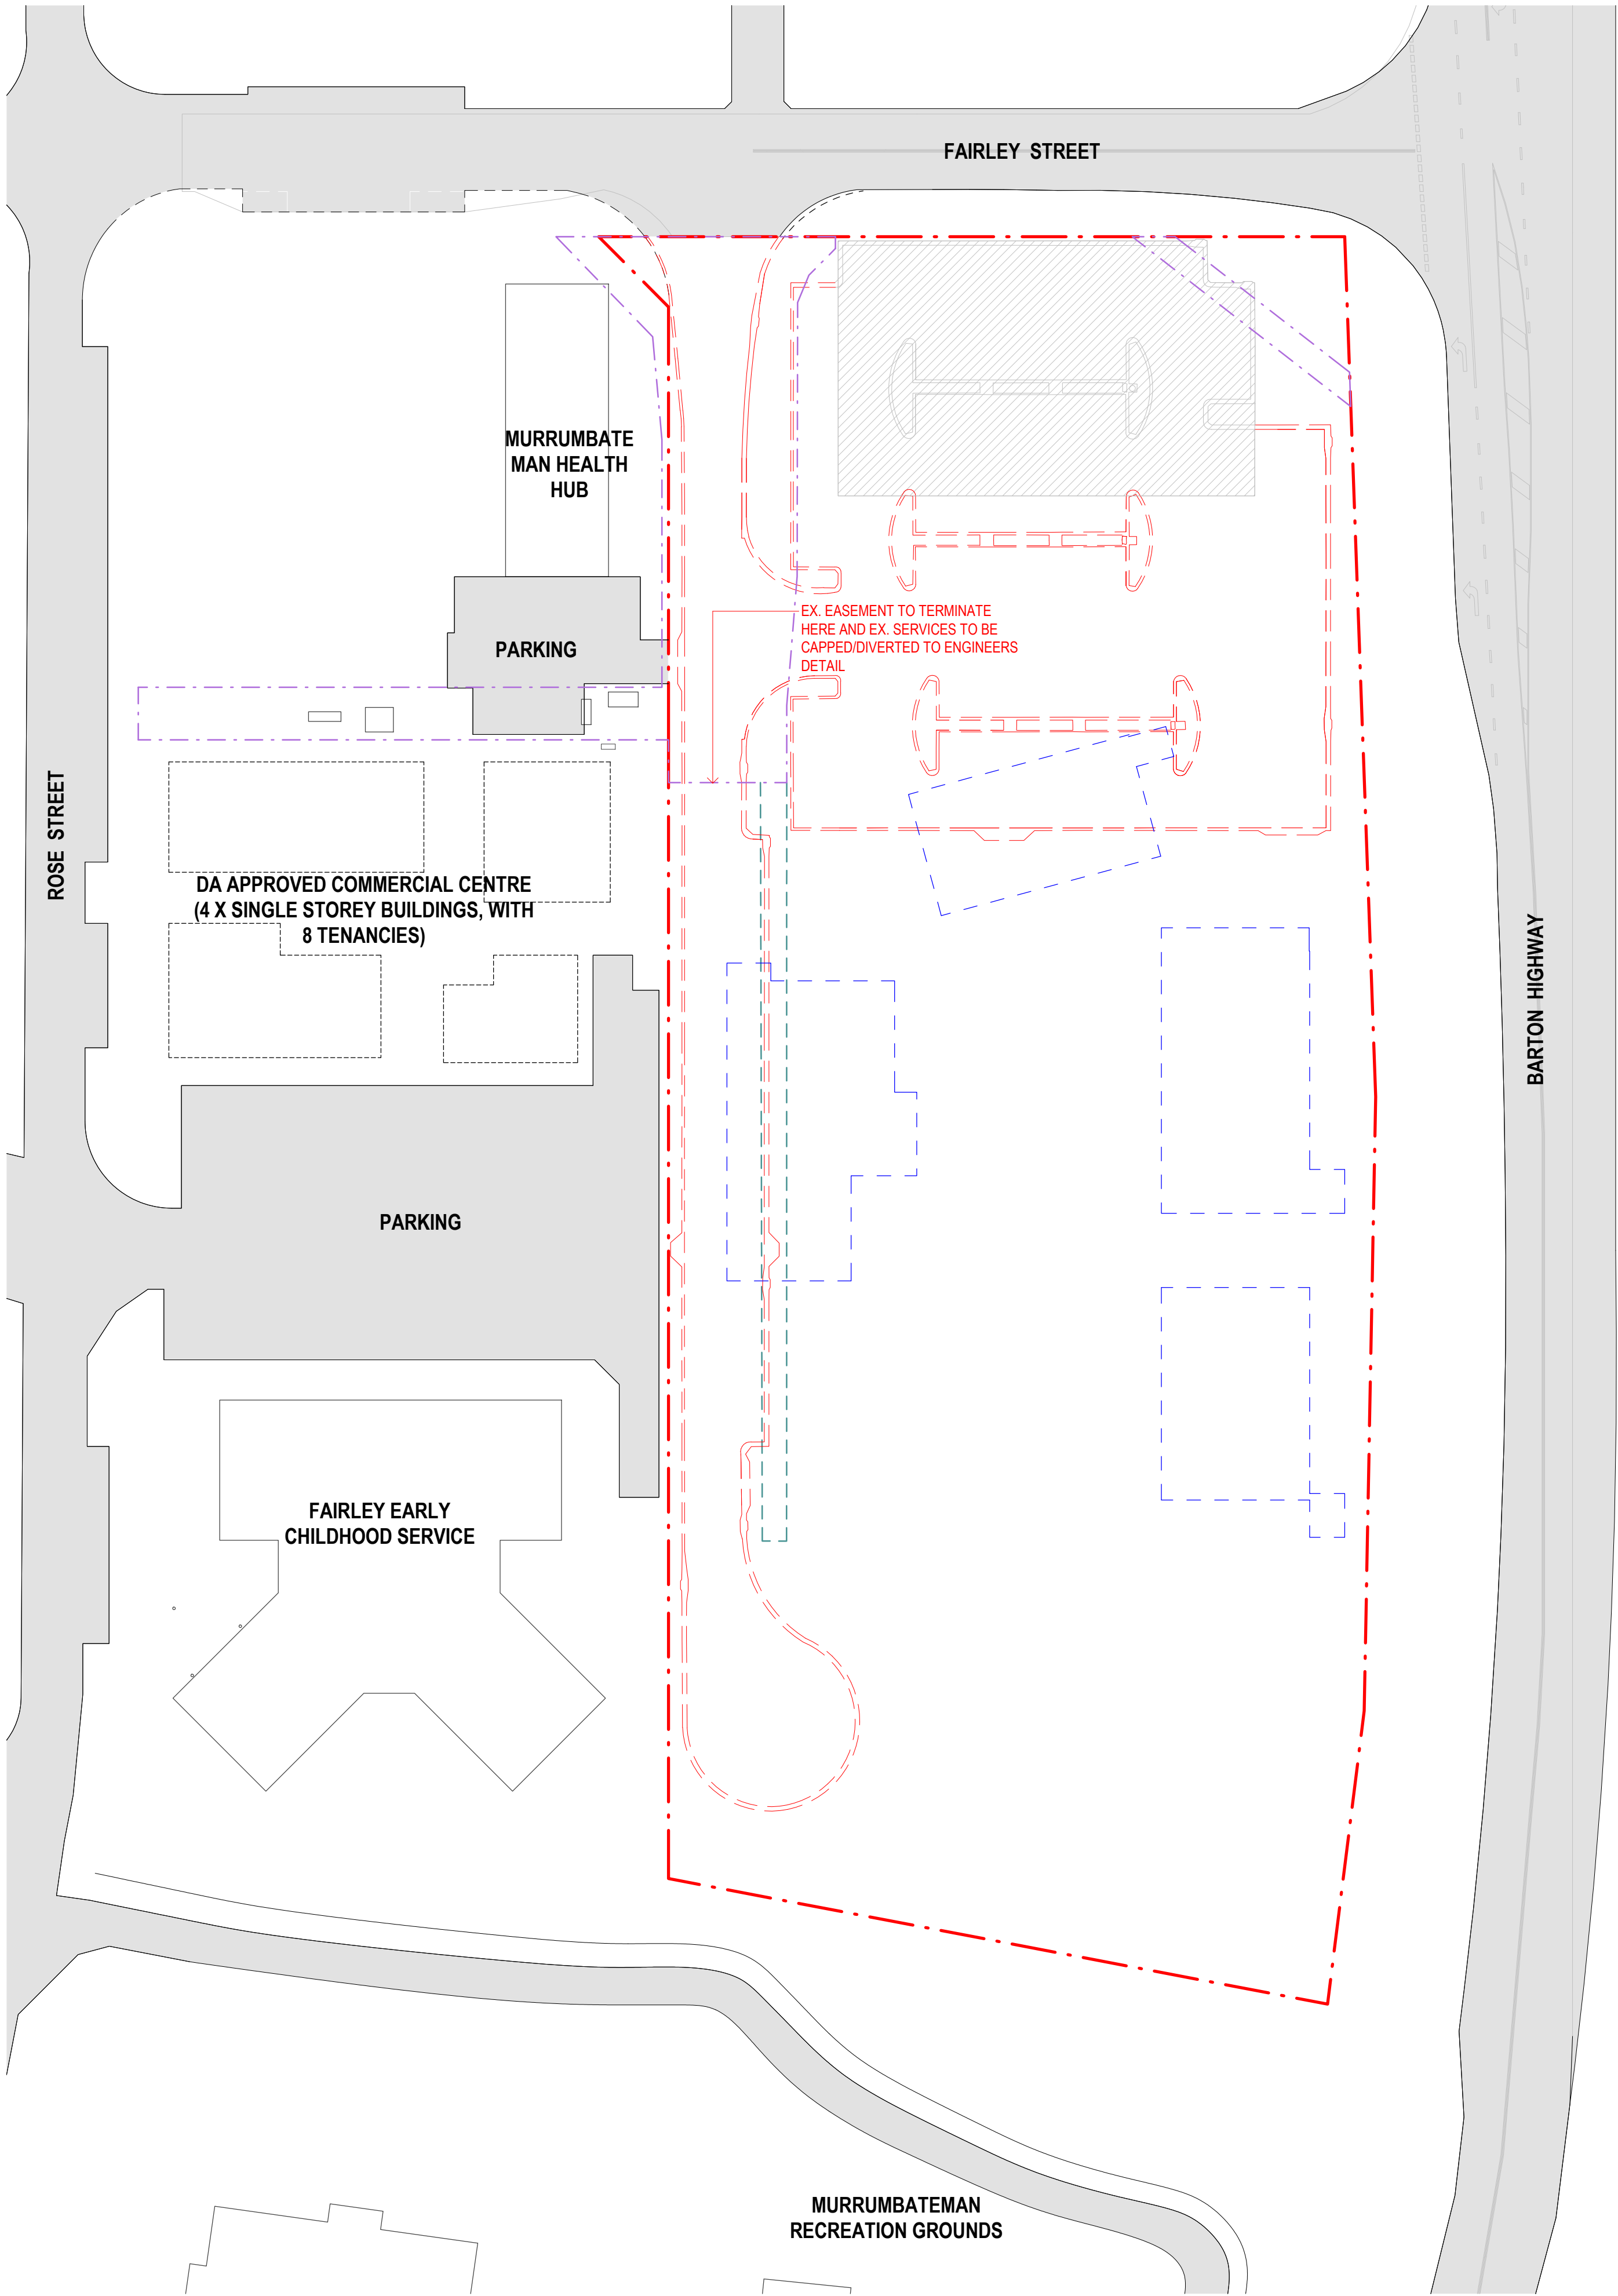 FAIRLEY STREET
MURRUMBATE
MAN HEALTH
HUB
EX. EASEMENT TO TERMINATE
HERE AND EX. SERVICES TO BE
CAPPED/DIVERTED TO ENGINEERS
DETAIL
PARKING
ROSE STREET
DA APPROVED COMMERCIAL CENTRE
(4 X SINGLE STOREY BUILDINGS, WITH
8 TENANCIES)
BARTON HIGHWAY
PARKING
FAIRLEY EARLY
CHILDHOOD SERVICE
MURRUMBATEMAN
RECREATION GROUNDS